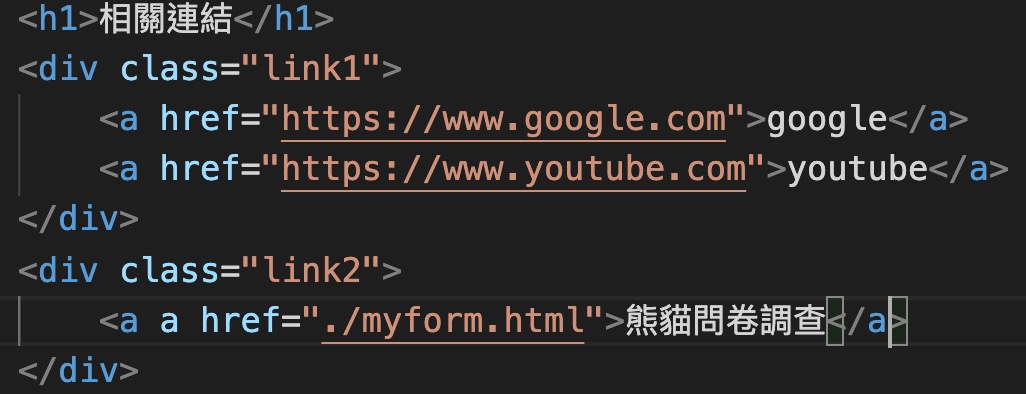 <h1>相關連結</h1>
<div class="link1">
    <a href="https://www.google.com">google</a>
    <a href="https://www.youtube.com">youtube</a>
</div>
<div class="link2">
    <a a href="./myform.html">熊貓問卷調查</a>
</div>